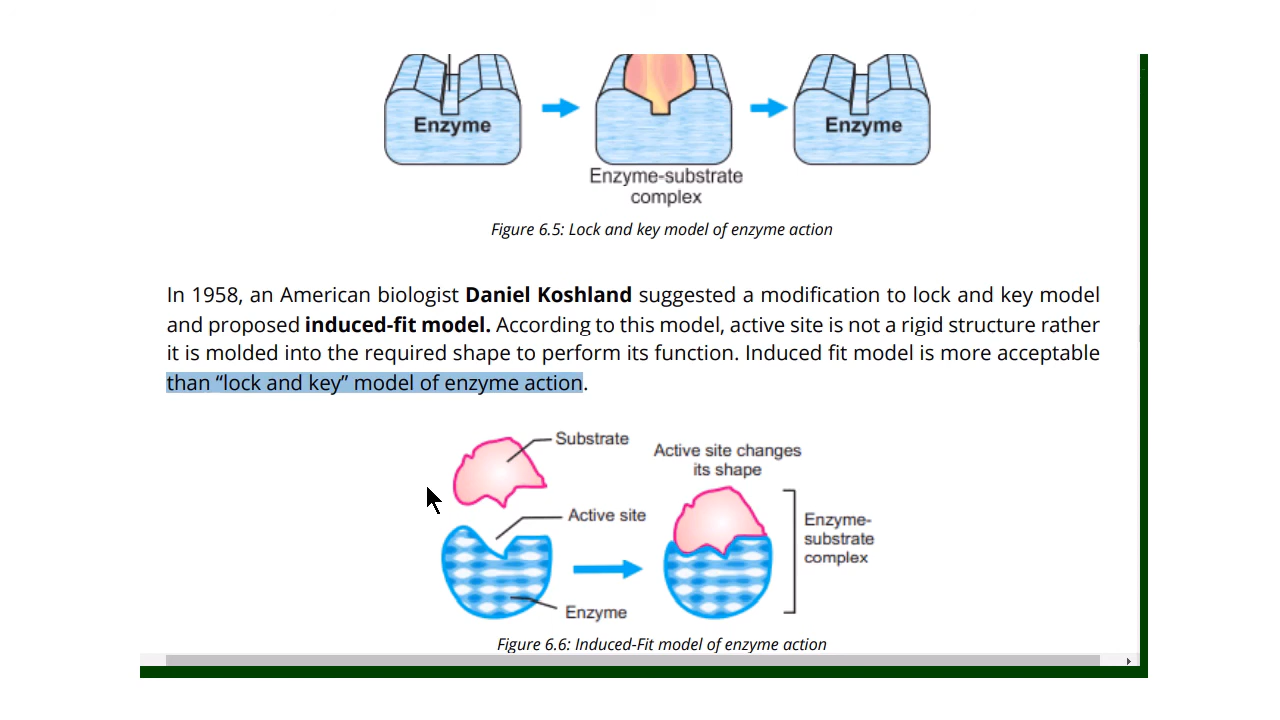 Enzyme
Enzyme
Enzyme-substrate
complex
Figure 6.5: Lock and key model of enzyme action
In 1958, an American biologist Daniel Koshland suggested a modification to lock and key model
and proposed induced-fit model. According to this model, active site is not a rigid structure rather
it is molded into the required shape to perform its function. Induced fit model is more acceptable
than “lock and key” model of enzyme action.
Substrate
Active site changes
its shape
Active site
Enzyme-
substrate
complex
Enzyme
Figure 6.6: Induced-Fit model of enzyme action